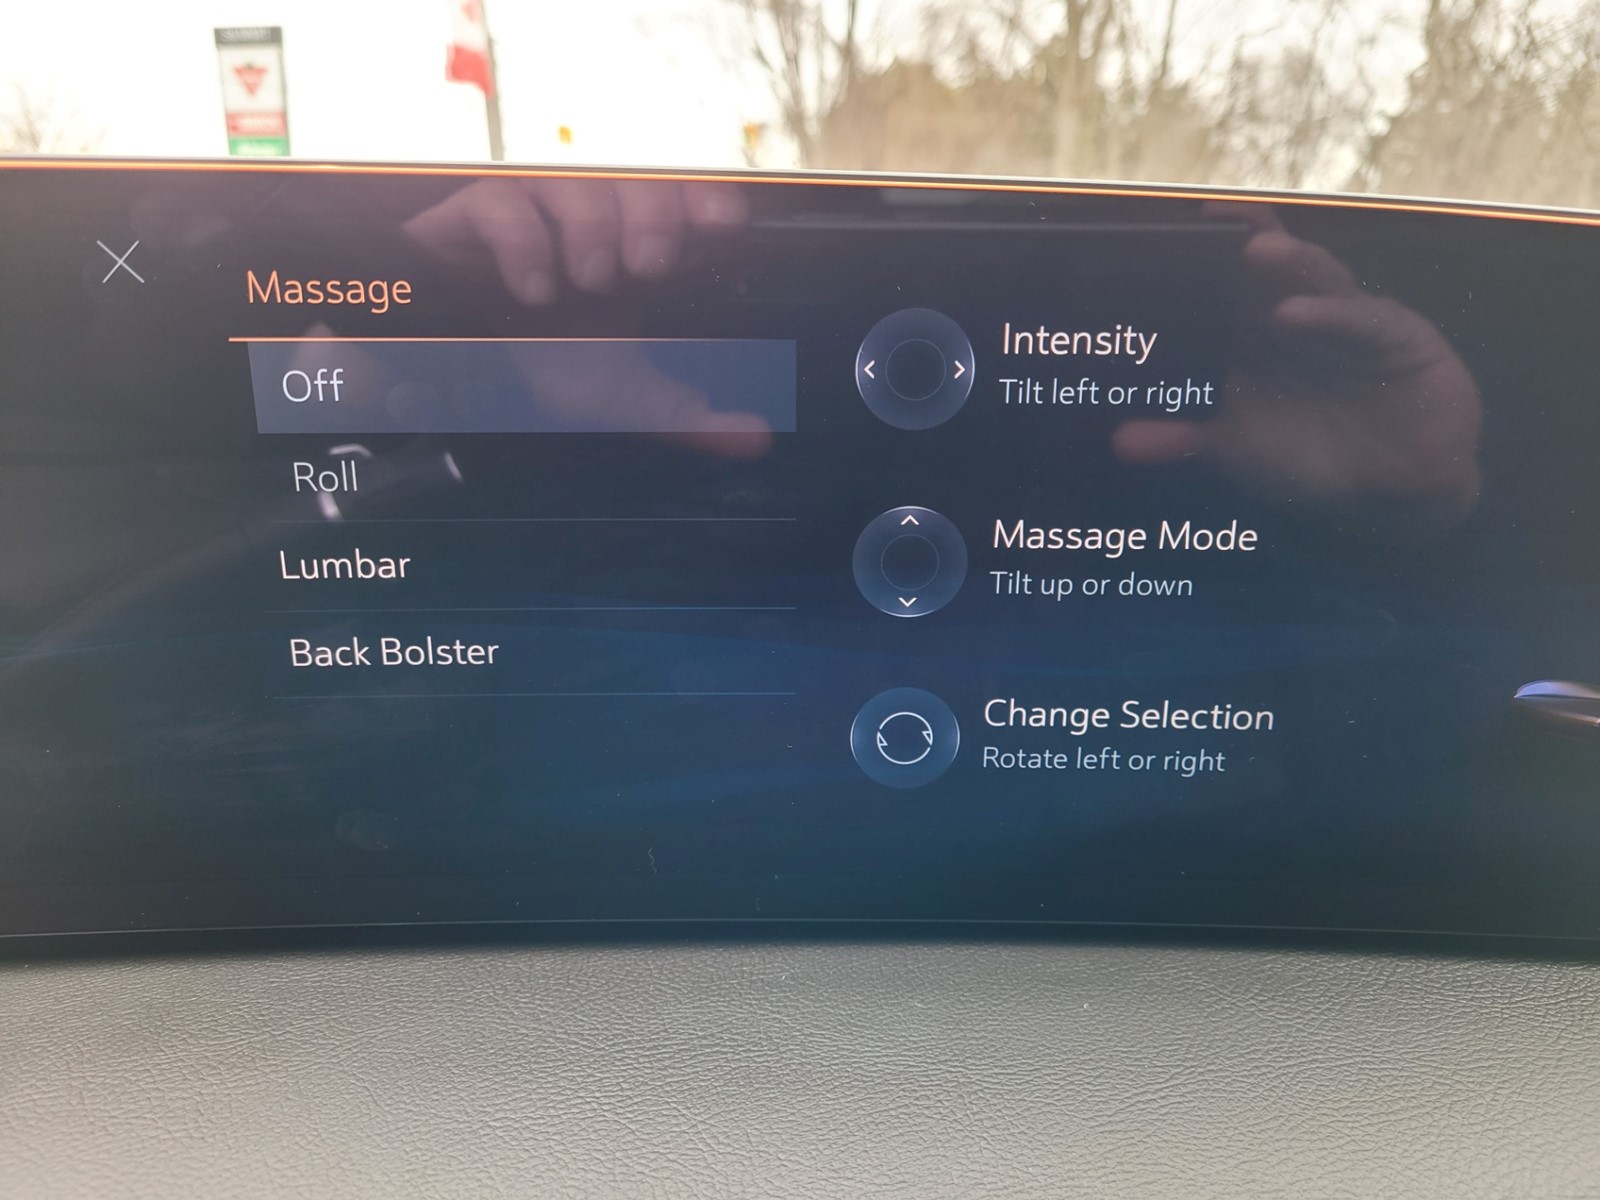 Massage
Off
Roll
Lumbar
Back Bolster
Intensity
Tilt left or right
Massage Mode
Tilt up or down
Change Selection
Rotate left or right